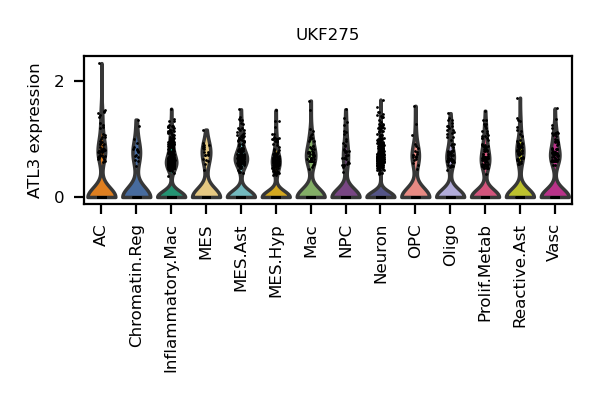 UKF275
ATL3 expression
2
0
AC
Chromatin.Reg
Inflammatory.Mac
MES
MES.Ast
MES.Hyp
Mac
NPC
Neuron
OPC
Oligo
Prolif.Metab
Reactive.Ast
Vasc